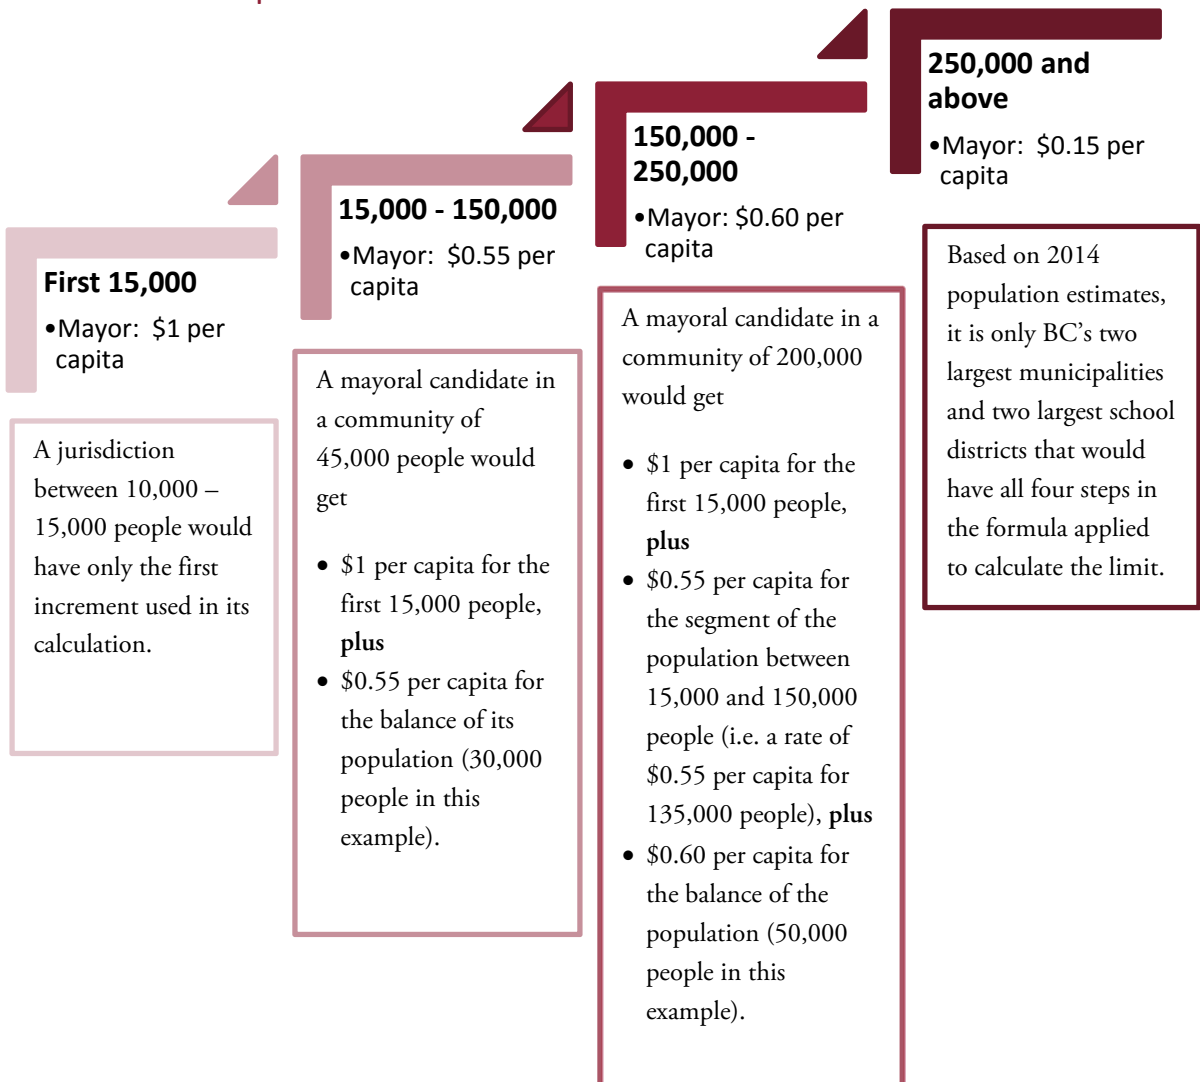 First 15,000
•Mayor: $1 per
capita
A jurisdiction
between 10,000 –
15,000 people would
have only the first
increment used in its
calculation.
15,000 - 150,000
•Mayor: $0.55 per
capita
A mayoral candidate in
a community of
45,000 people would
get
• $1 per capita for the
first 15,000 people,
plus
• $0.55 per capita for
the balance of its
population (30,000
people in this
example).
150,000 -
250,000
•Mayor: $0.60 per
capita
A mayoral candidate in a
community of 200,000
would get
• $1 per capita for the
first 15,000 people,
plus
• $0.55 per capita for
the segment of the
population between
15,000 and 150,000
people (i.e. a rate of
$0.55 per capita for
135,000 people), plus
• $0.60 per capita for
the balance of the
population (50,000
people in this
example).
250,000 and
above
•Mayor: $0.15 per
capita
Based on 2014
population estimates,
it is only BC’s two
largest municipalities
and two largest school
districts that would
have all four steps in
the formula applied
to calculate the limit.